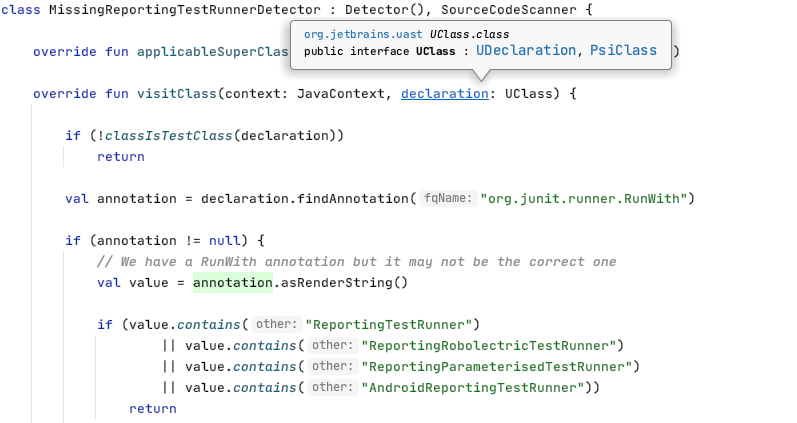 class MissingReportingTestRunnerDetector : Detector(), SourceCodeScanner {
org.jetbrains.uast UClass.class
public interface UClass : UDeclaration, PsiClass
override fun applicableSuperClas )
override fun visitClass(context: JavaContext, declaration: UClass) {
if (!classIsTestClass(declaration))
return
val annotation = declaration.findAnnotation( fqName: "org.junit.runner.RunWith")
if (annotation != null) {
// We have a RunWith annotation but it may not be the correct one
val value = annotation.asRenderString()
if (value.contains( other: "ReportingTestRunner")
|| value.contains( other: "ReportingRobolectricTestRunner")
|| value.contains( other: "ReportingParameterisedTestRunner")
|| value.contains( other: "AndroidReportingTestRunner"))
return